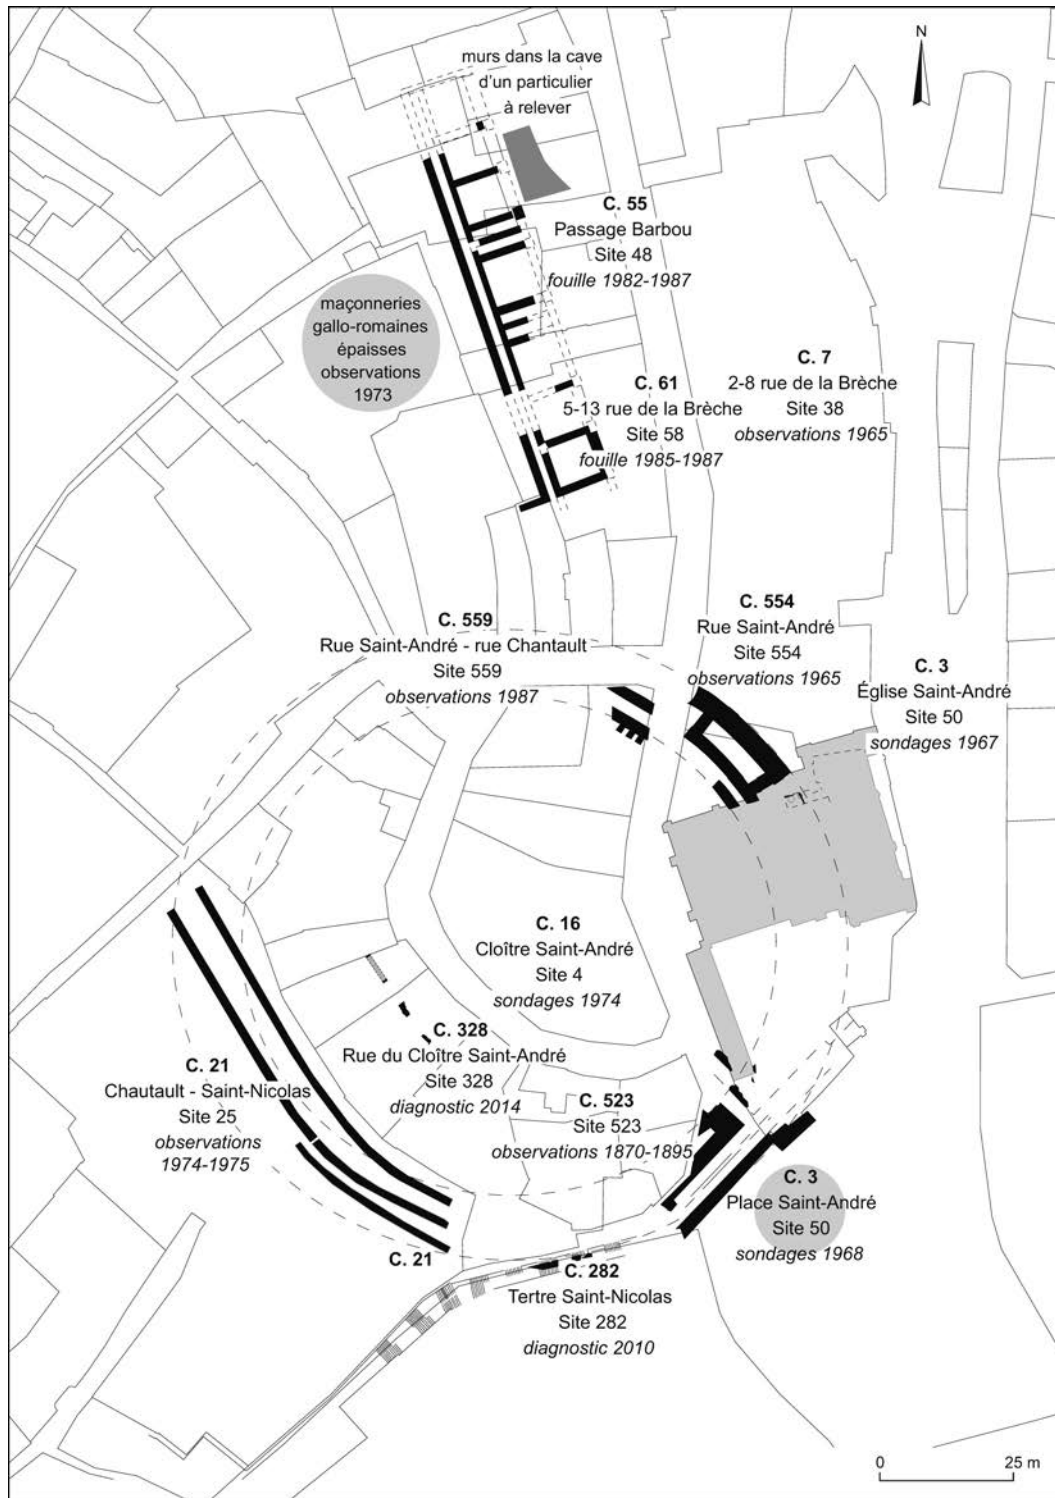 N
murs dans la cave
d'un particulier
à relever
C. 55
Passage Barbou
Site 48
fouille 1982-1987
maçonneries
gallo-romaines
épaisses
observations
1973
C. 61
5-13 rue de la Brèche
Site 58
fouille 1985-1987
C. 7
2-8 rue de la Brèche
Site 38
observations 1965
C. 559
Rue Saint-André - rue Chantault
Site 559
observations 1987
C. 554
Rue Saint-André
Site 554
observations 1965
C. 3
Église Saint-André
Site 50
sondages 1967
C. 16
Cloître Saint-André
Site 4
sondages 1974
C. 328
Rue du Cloître Saint-André
Site 328
diagnostic 2014
C. 21
Chautault - Saint-Nicolas
Site 25
observations
1974-1975
C. 523
Site 523
observations 1870-1895
C. 3
Place Saint-André
Site 50
sondages 1968
C. 21
C. 282
Tertre Saint-Nicolas
Site 282
diagnostic 2010
0 25 m